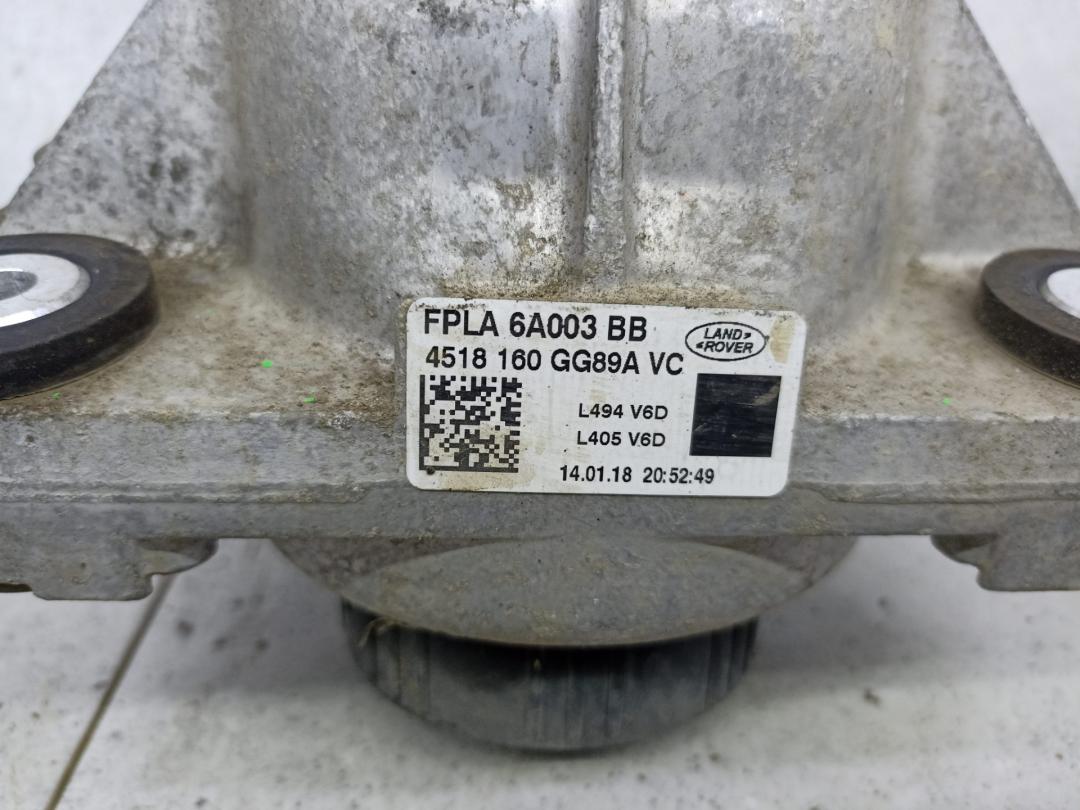 FPLA 6A003 BB
LAND
ROVER
4518 160 GG89A VC
L494 V6D
L405 V6D
14.01.18 20:52:49